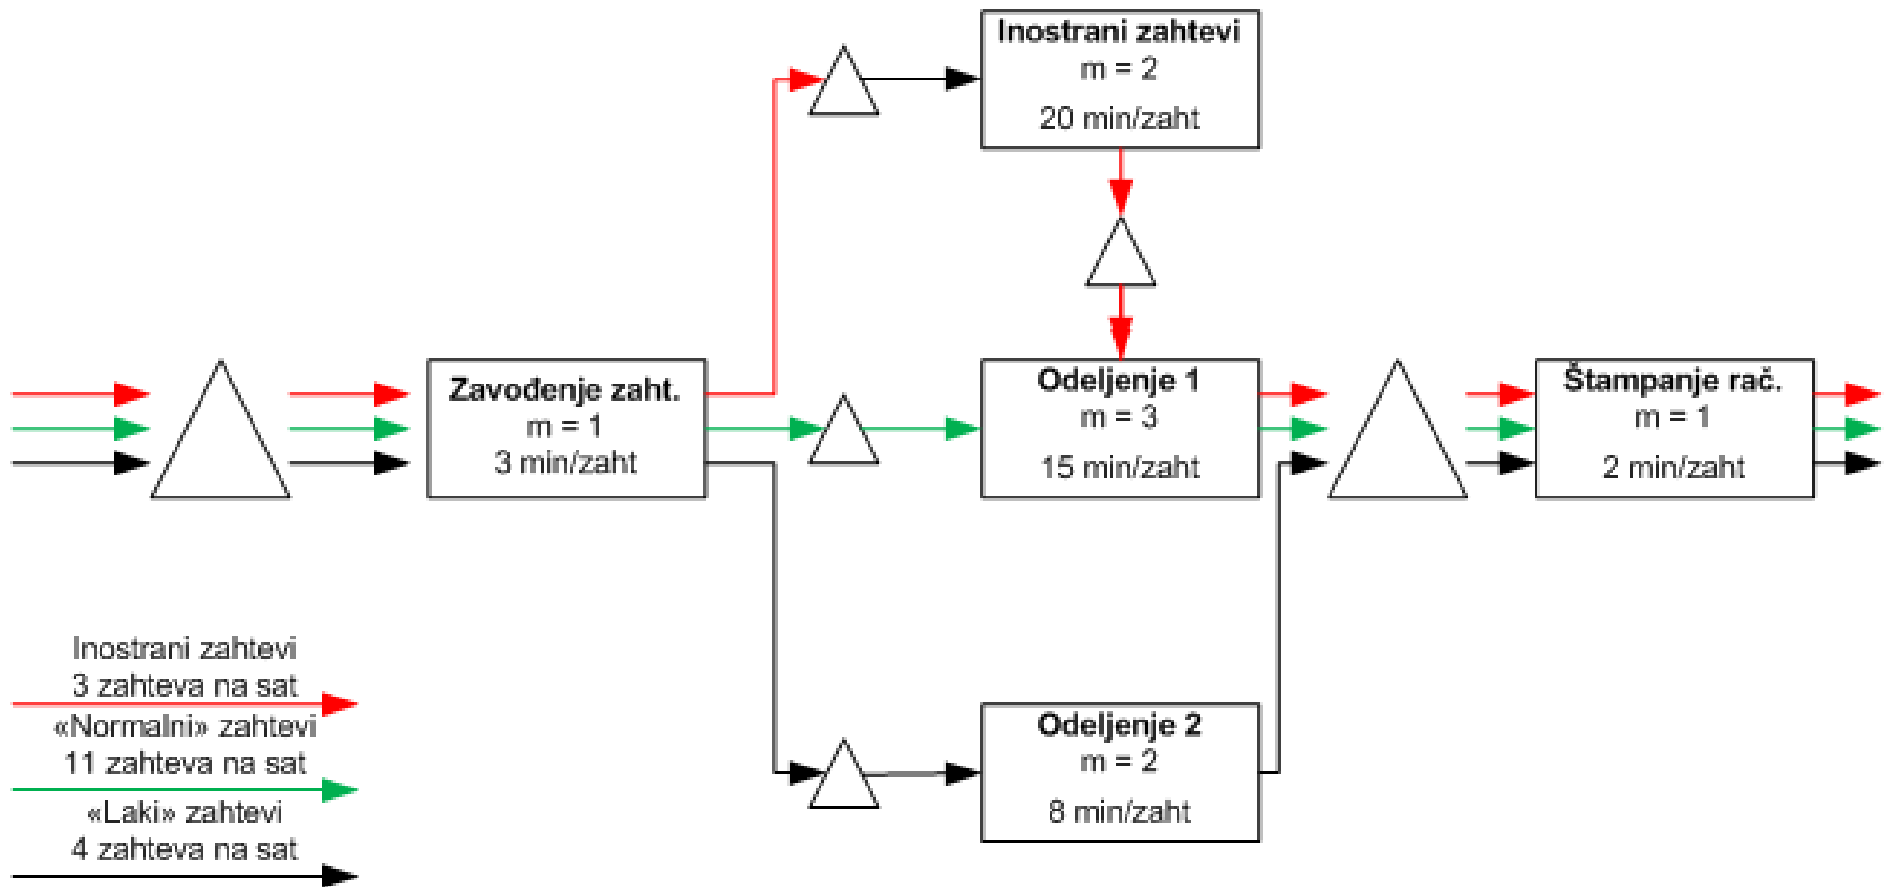 Inostrani zahtevi
m = 2
20 min/zaht
Zavođenje zaht.
m = 1
3 min/zaht
Odeljenje 1
m = 3
15 min/zaht
Štampanje rač.
m = 1
2 min/zaht
Odeljenje 2
m = 2
8 min/zaht
Inostrani zahtevi
3 zahteva na sat
«Normalni» zahtevi
11 zahteva na sat
«Laki» zahtevi
4 zahteva na sat